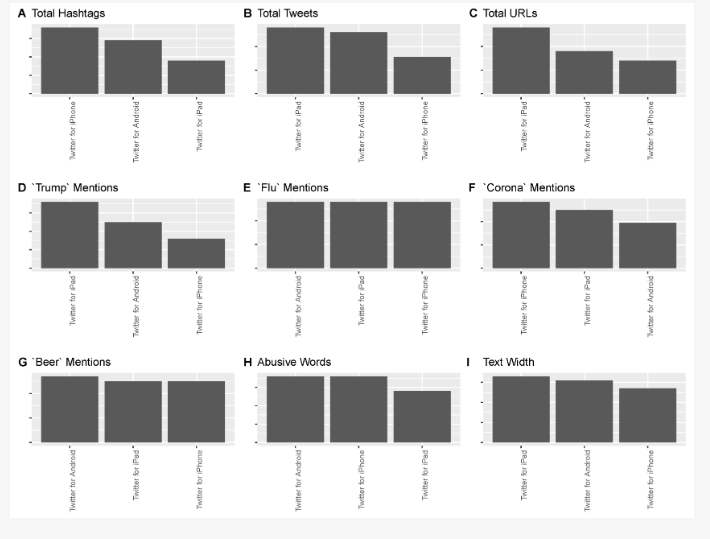 A Total Hashtags
B Total Tweets
C Total URLs
Twitter for iPhone
Twitter for Android
Twitter for iPad
Twitter for iPad
Twitter for Android
Twitter for iPhone
Twitter for iPad
Twitter for Android
Twitter for iPhone
D `Trump` Mentions
E `Flu` Mentions
F `Corona` Mentions
Twitter for iPad
Twitter for Android
Twitter for iPhone
Twitter for Android
Twitter for iPad
Twitter for iPhone
Twitter for iPhone
Twitter for iPad
Twitter for Android
G `Beer` Mentions
H Abusive Words
I Text Width
Twitter for Android
Twitter for iPad
Twitter for iPhone
Twitter for Android
Twitter for iPhone
Twitter for iPad
Twitter for iPad
Twitter for Android
Twitter for iPhone